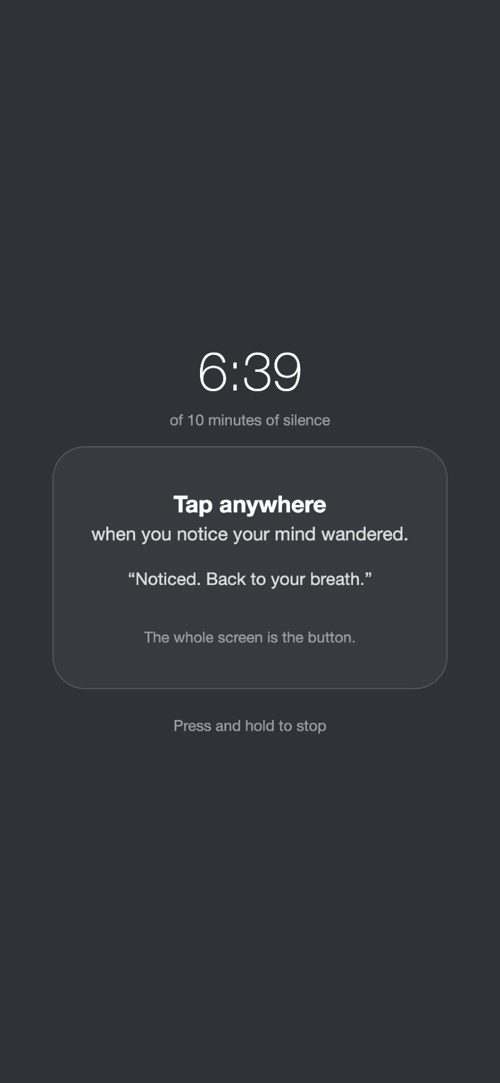 6:39
of 10 minutes of silence
Tap anywhere
when you notice your mind wandered.
“Noticed. Back to your breath.”
The whole screen is the button.
Press and hold to stop